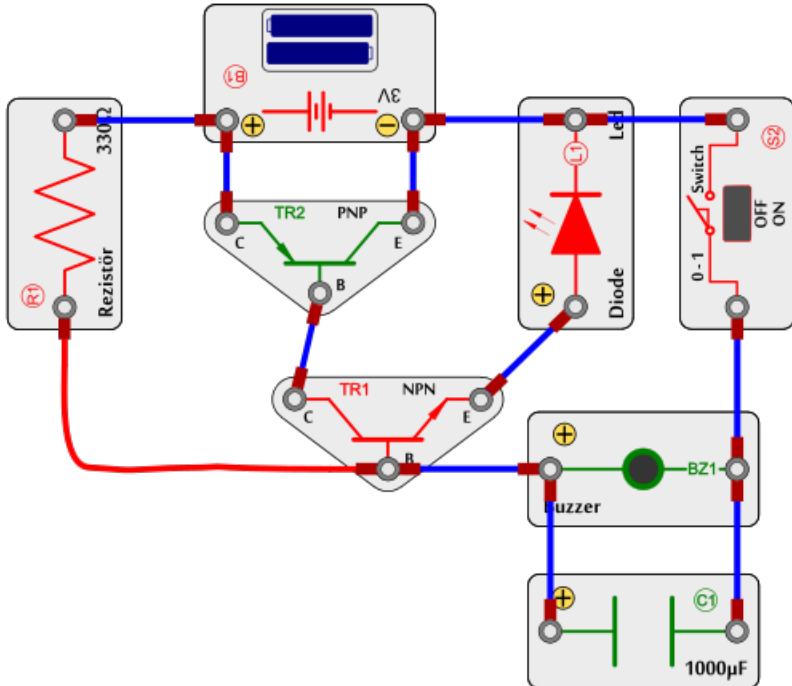 B1
3V
+
−
330Ω
Rezistör
R1
TR2
PNP
C
E
B
Led
L1
+
Diode
S2
Switch
OFF
ON
0 - 1
TR1
NPN
C
E
B
+
BZ1
Buzzer
+
C1
1000µF